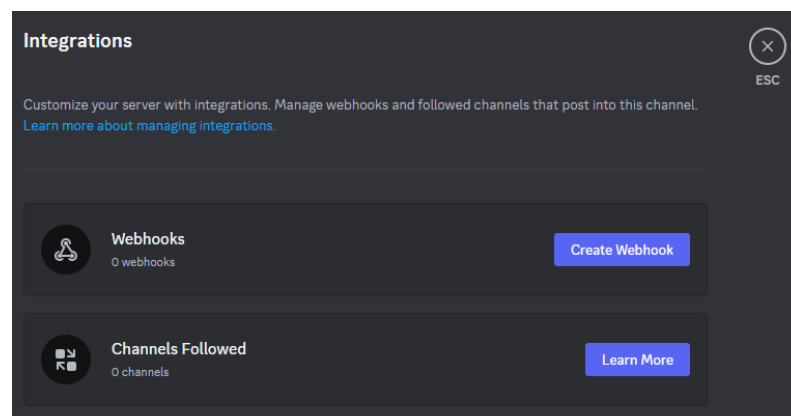 Integrations
ESC
Customize your server with integrations. Manage webhooks and followed channels that post into this channel.
Learn more about managing integrations.
Webhooks
0 webhooks
Create Webhook
Channels Followed
0 channels
Learn More